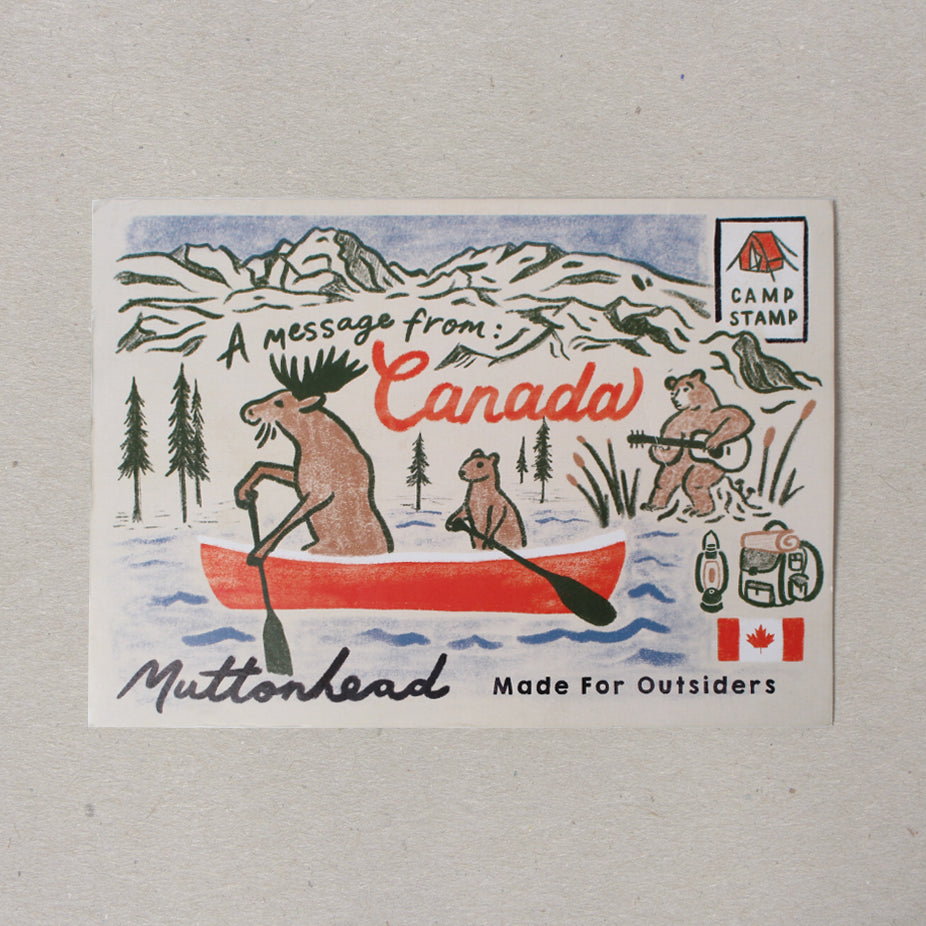 A message from:
Canada
CAMP
STAMP
Muttonhead
Made For Outsiders